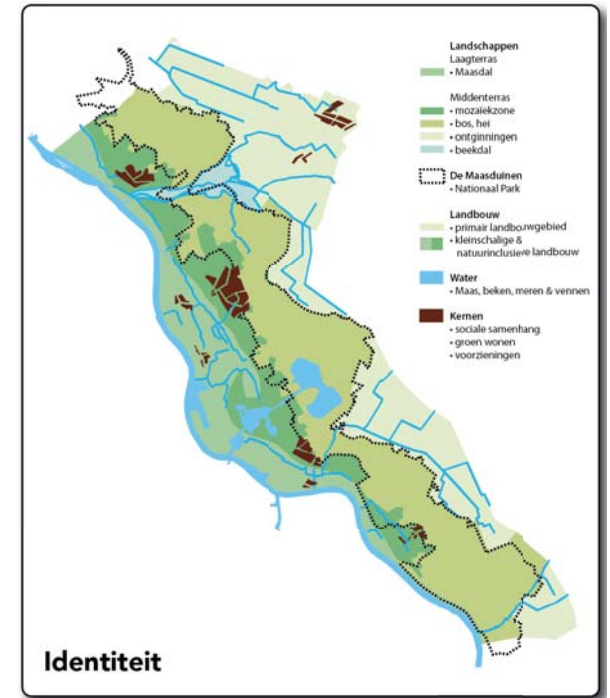 Landschappen
Laagterras
• Maasdal
Middenterras
• mozaïekzone
• bos, hei
• ontginningen
• beekdal
De Maasduinen
• Nationaal Park
Landbouw
• primair landbouwgebied
• kleinschalige &
natuurinclusieve landbouw
Water
• Maas, beken, meren & vennen
Kernen
• sociale samenhang
• groen wonen
• voorzieningen
Identiteit